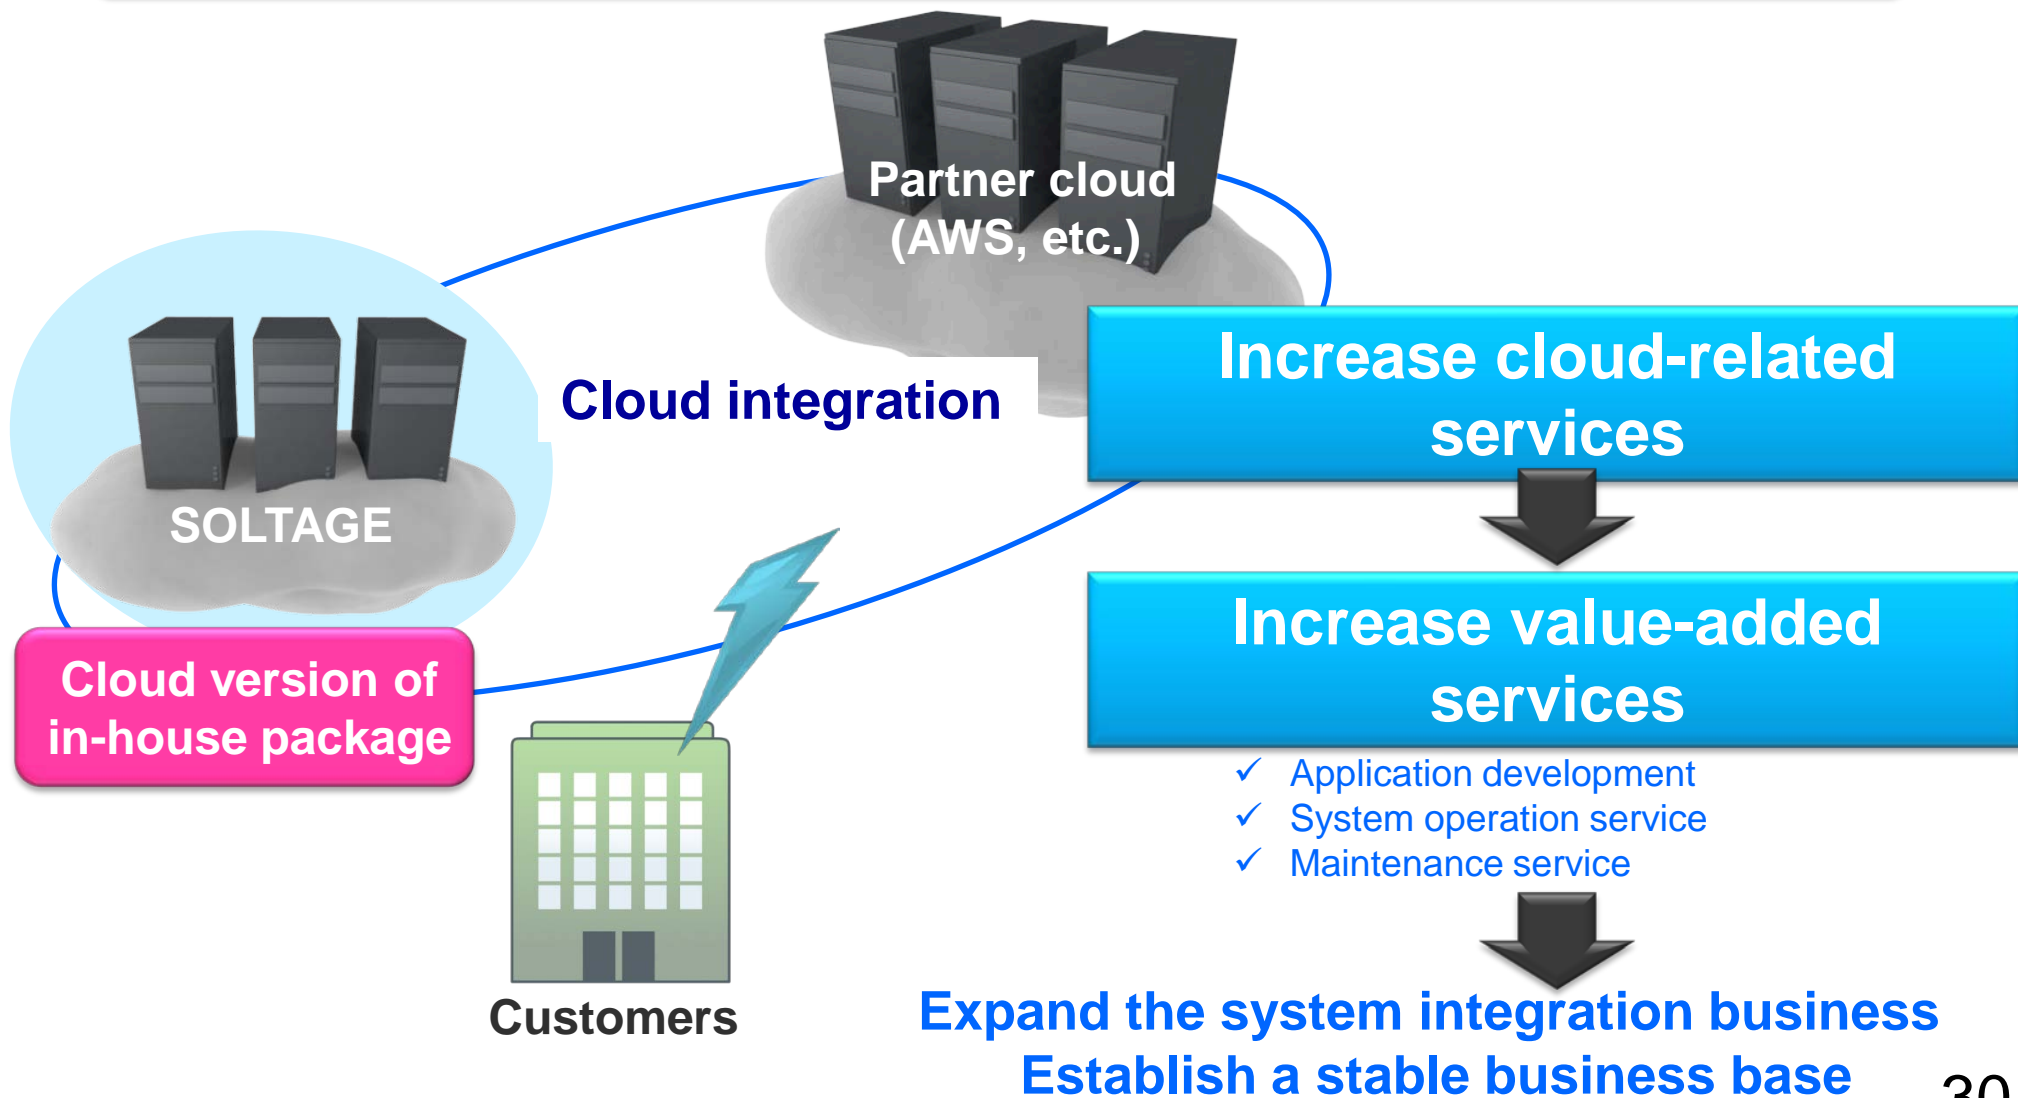 Partner cloud
(AWS, etc.)
Cloud integration
SOLTAGE
Cloud version of
in-house package
Customers
Increase cloud-related
services
Increase value-added
services
✓ Application development
✓ System operation service
✓ Maintenance service
Expand the system integration business
Establish a stable business base
30